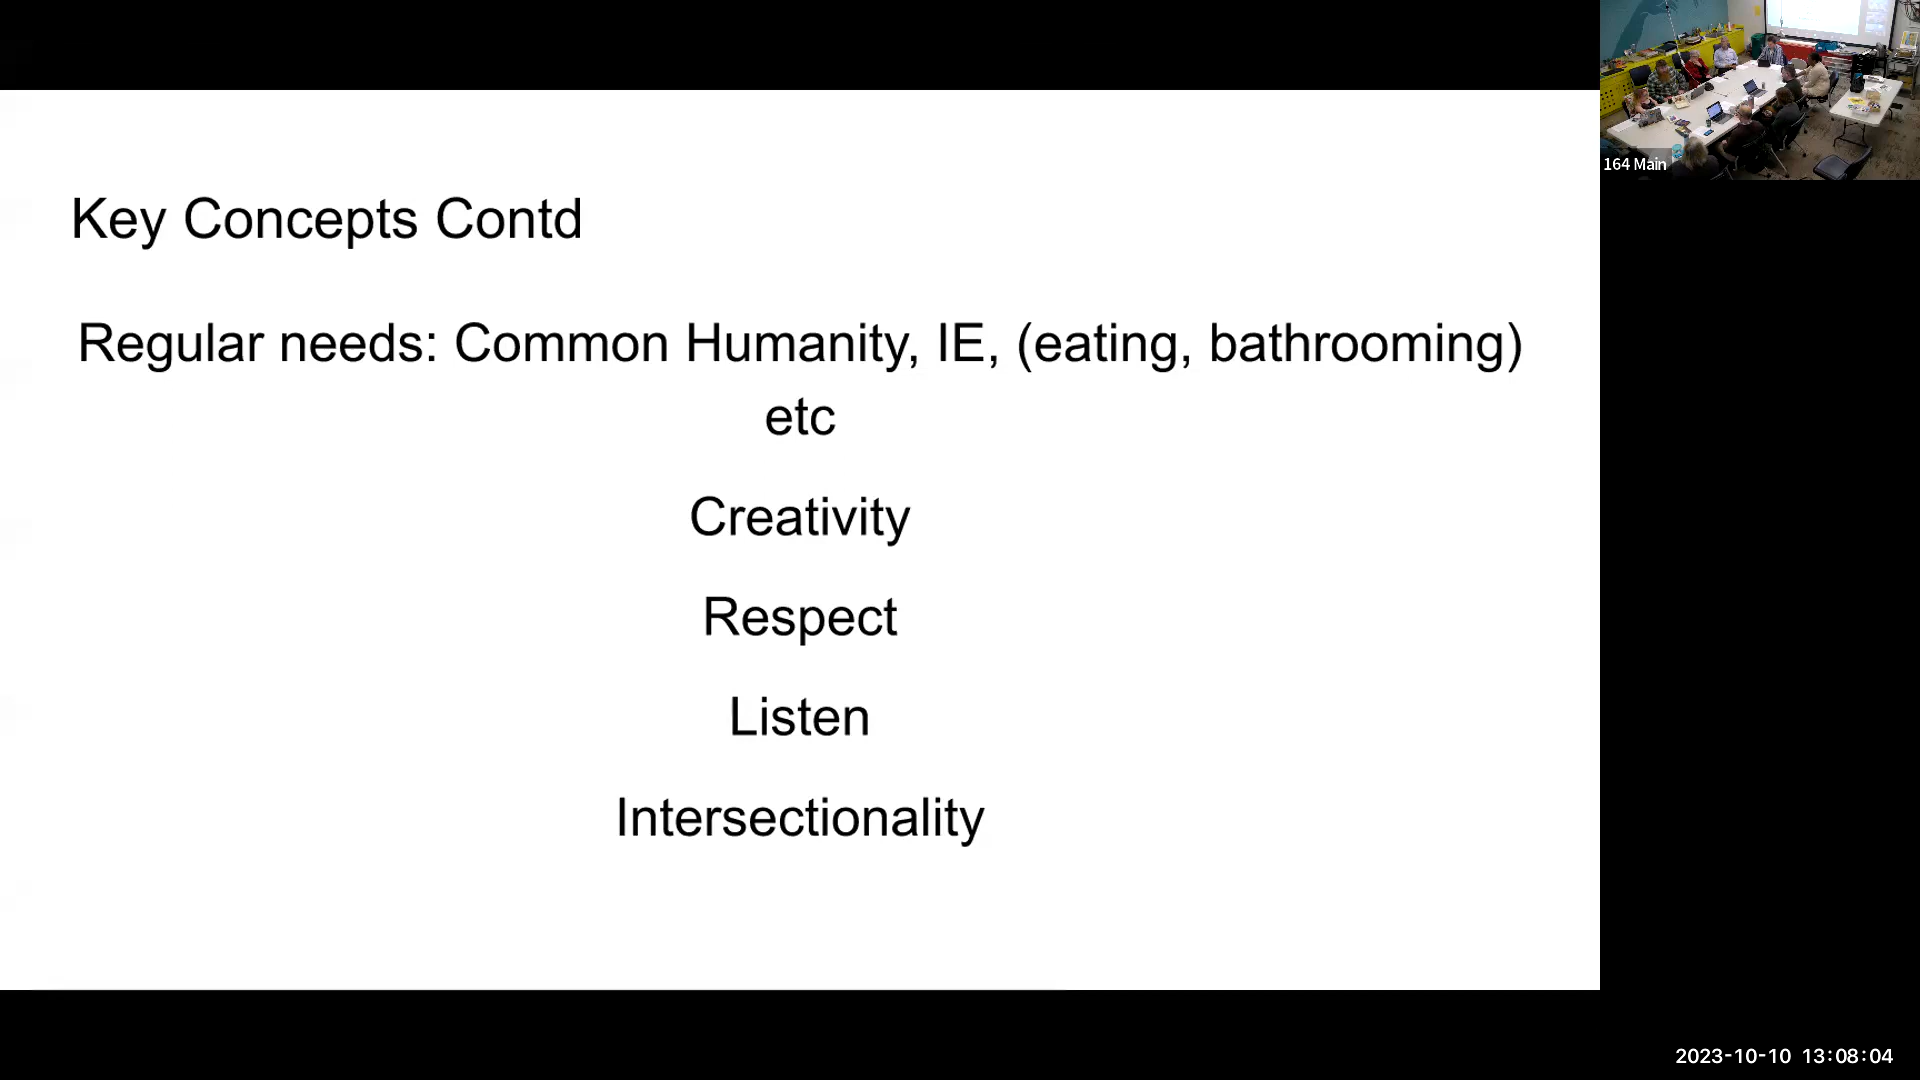 Key Concepts Contd
Regular needs: Common Humanity, IE, (eating, bathrooming)
etc
Creativity
Respect
Listen
Intersectionality
164 Main
2023-10-10 13:08:04